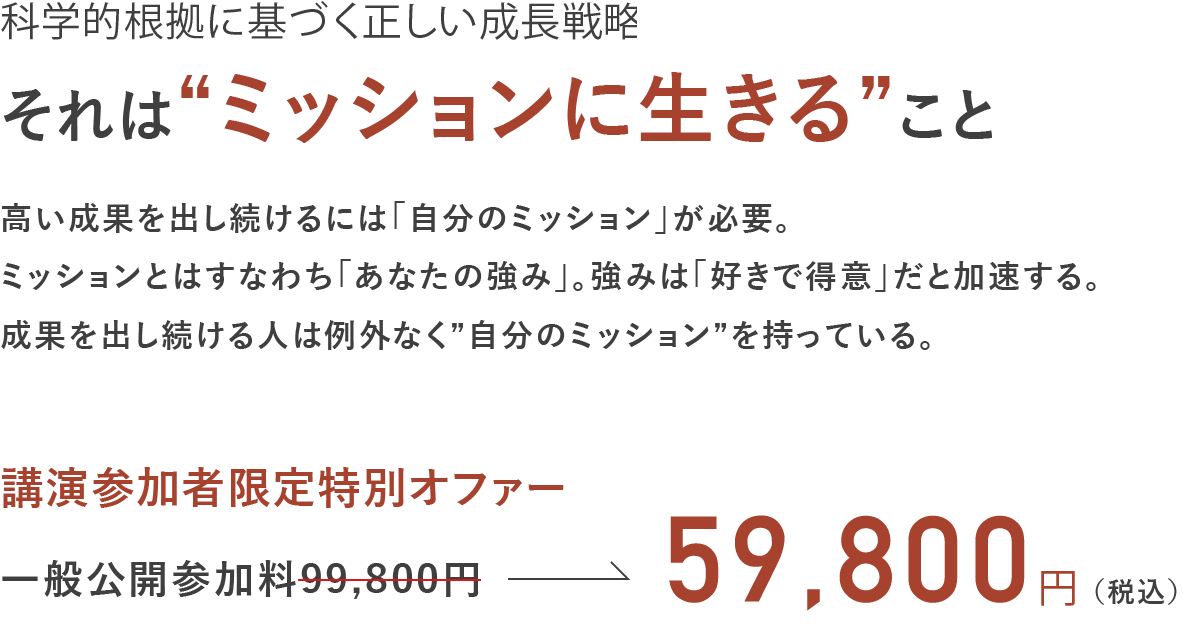 科学的根拠に基づく正しい成長戦略
それは“ミッションに生きる”こと
高い成果を出し続けるには「自分のミッション」が必要。
ミッションとはすなわち「あなたの強み」。強みは「好きで得意」だと加速する。
成果を出し続ける人は例外なく”自分のミッション”を持っている。
講演参加者限定特別オファー
一般公開参加料99,800円 59,800円（税込）